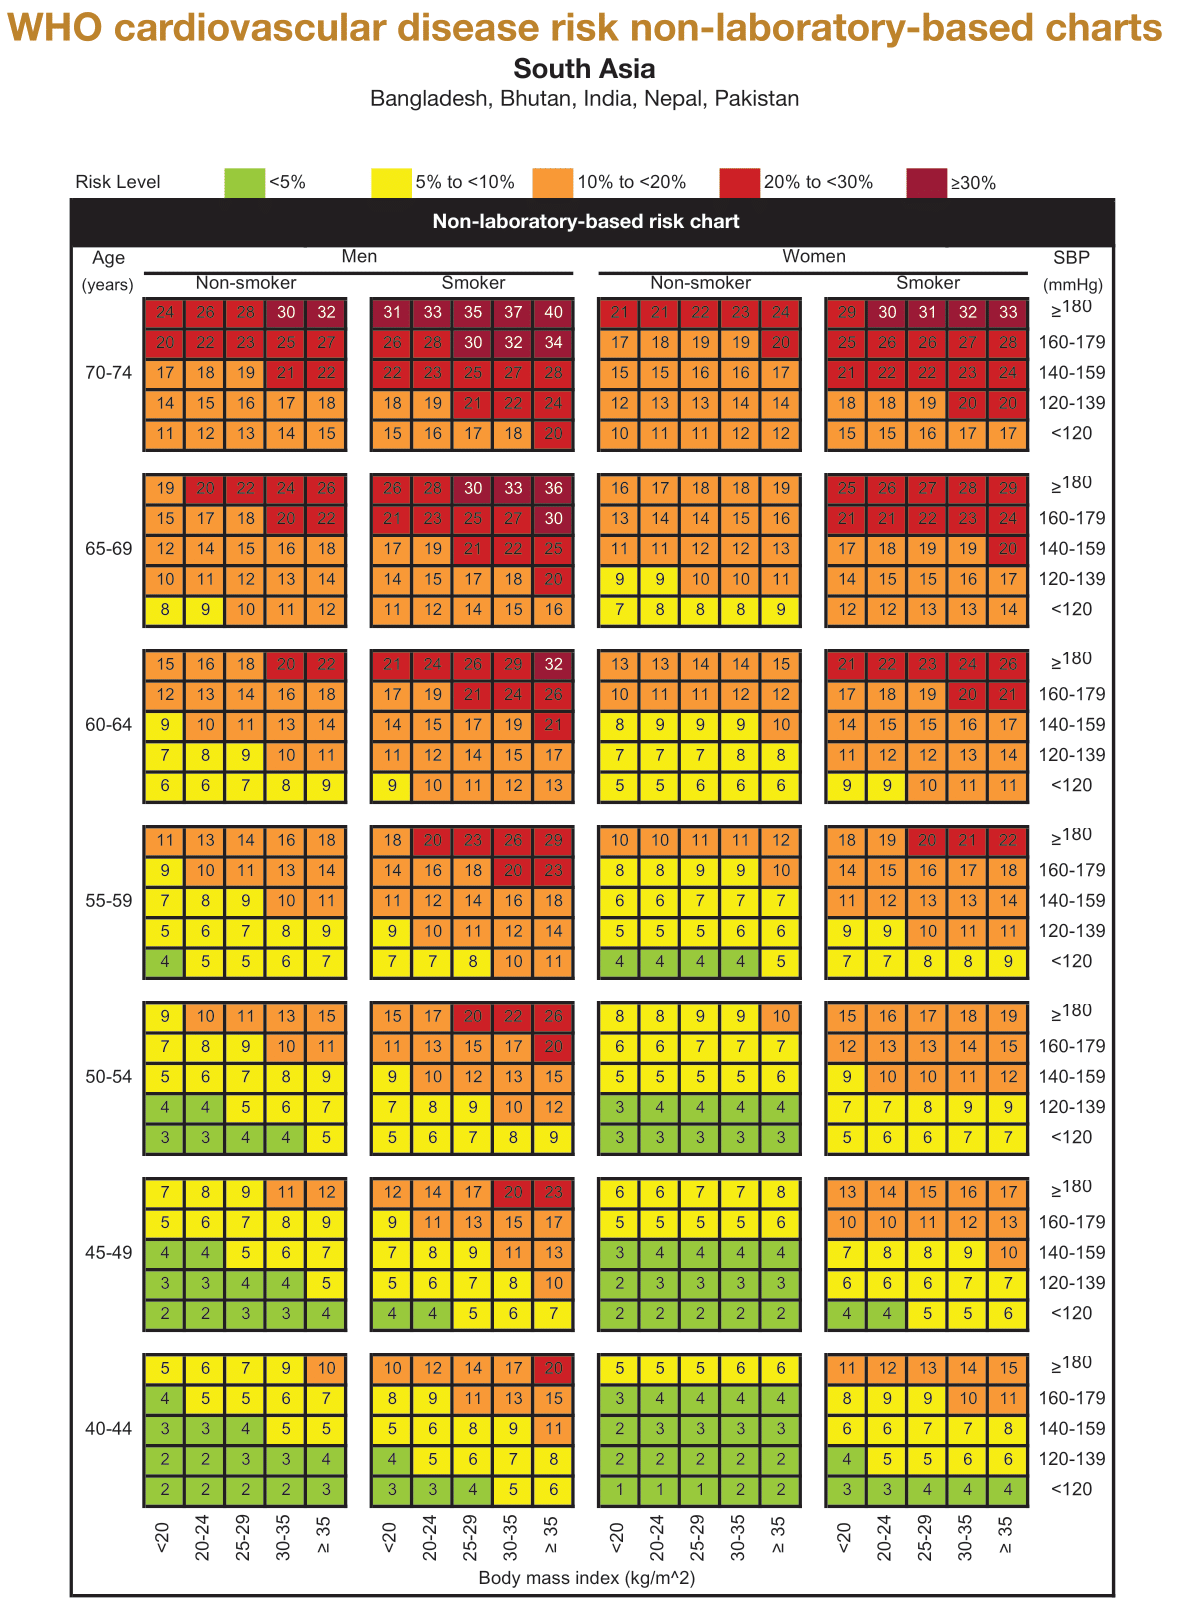 WHO cardiovascular disease risk non-laboratory-based charts
South Asia
Bangladesh, Bhutan, India, Nepal, Pakistan
Risk Level <5% 5% to <10% 10% to <20% 20% to <30% ≥30%
Non-laboratory-based risk chart
Age Men Women SBP
(years) Non-smoker Smoker Non-smoker Smoker (mmHg)
24 26 28 30 32 31 33 35 37 40 21 21 22 23 24 29 30 31 32 33 ≥180
20 22 23 25 27 26 28 30 32 34 17 18 19 19 20 25 26 26 27 28 160-179
70-74 17 18 19 21 22 22 23 25 27 28 15 15 16 16 17 21 22 22 23 24 140-159
14 15 16 17 18 18 19 21 22 24 12 13 13 14 14 18 18 19 20 20 120-139
11 12 13 14 15 15 16 17 18 20 10 11 11 12 12 15 15 16 17 17 <120
19 20 22 24 26 26 28 30 33 36 16 17 18 18 19 25 26 27 28 29 ≥180
15 17 18 20 22 21 23 25 27 30 13 14 14 15 16 21 21 22 23 24 160-179
65-69 12 14 15 16 18 17 19 21 22 25 11 11 12 12 13 17 18 19 19 20 140-159
10 11 12 13 14 14 15 17 18 20 9 9 10 10 11 14 15 15 16 17 120-139
8 9 10 11 12 11 12 14 15 16 7 8 8 8 9 12 12 13 13 14 <120
15 16 18 20 22 21 24 26 29 32 13 13 14 14 15 21 22 23 24 26 ≥180
12 13 14 16 18 17 19 21 24 26 10 11 11 12 12 17 18 19 20 21 160-179
60-64 9 10 11 13 14 14 15 17 19 21 8 9 9 9 10 14 15 15 16 17 140-159
7 8 9 10 11 11 12 14 15 17 7 7 7 8 8 11 12 12 13 14 120-139
6 6 7 8 9 9 10 11 12 13 5 5 6 6 6 9 9 10 11 11 <120
11 13 14 16 18 18 20 23 26 29 10 10 11 11 12 18 19 20 21 22 ≥180
9 10 11 13 14 14 16 18 20 23 8 8 9 9 10 14 15 16 17 18 160-179
55-59 7 8 9 10 11 11 12 14 16 18 6 6 7 7 7 11 12 13 13 14 140-159
5 6 7 8 9 9 10 11 12 14 5 5 5 6 6 9 9 10 11 11 120-139
4 5 5 6 7 7 7 8 10 11 4 4 4 4 5 7 7 8 8 9 <120
9 10 11 13 15 15 17 20 22 26 8 8 9 9 10 15 16 17 18 19 ≥180
7 8 9 10 11 11 13 15 17 20 6 6 7 7 7 12 13 13 14 15 160-179
50-54 5 6 7 8 9 9 10 12 13 15 5 5 5 5 6 9 10 10 11 12 140-159
4 4 5 6 7 7 8 9 10 12 3 4 4 4 4 7 7 8 9 9 120-139
3 3 4 4 5 5 6 7 8 9 3 3 3 3 3 5 6 6 7 7 <120
7 8 9 11 12 12 14 17 20 23 6 6 7 7 8 13 14 15 16 17 ≥180
5 6 7 8 9 9 11 13 15 17 5 5 5 5 6 10 10 11 12 13 160-179
45-49 4 4 5 6 7 7 8 9 11 13 3 4 4 4 4 7 8 8 9 10 140-159
3 3 4 4 5 5 6 7 8 10 2 3 3 3 3 6 6 6 7 7 120-139
2 2 3 3 4 4 4 5 6 7 2 2 2 2 2 4 4 5 5 6 <120
5 6 7 9 10 10 12 14 17 20 5 5 5 6 6 11 12 13 14 15 ≥180
4 5 5 6 7 8 9 11 13 15 3 4 4 4 4 8 9 9 10 11 160-179
40-44 3 3 4 5 5 5 6 8 9 11 2 3 3 3 3 6 6 7 7 8 140-159
2 2 3 3 4 4 5 6 7 8 2 2 2 2 2 4 5 5 6 6 120-139
2 2 2 2 3 3 3 4 5 6 1 1 1 2 2 3 3 4 4 4 <120
<20 20-24 25-29 30-35 ≥ 35 <20 20-24 25-29 30-35 ≥ 35 <20 20-24 25-29 30-35 ≥ 35 <20 20-24 25-29 30-35 ≥ 35
Body mass index (kg/m^2)